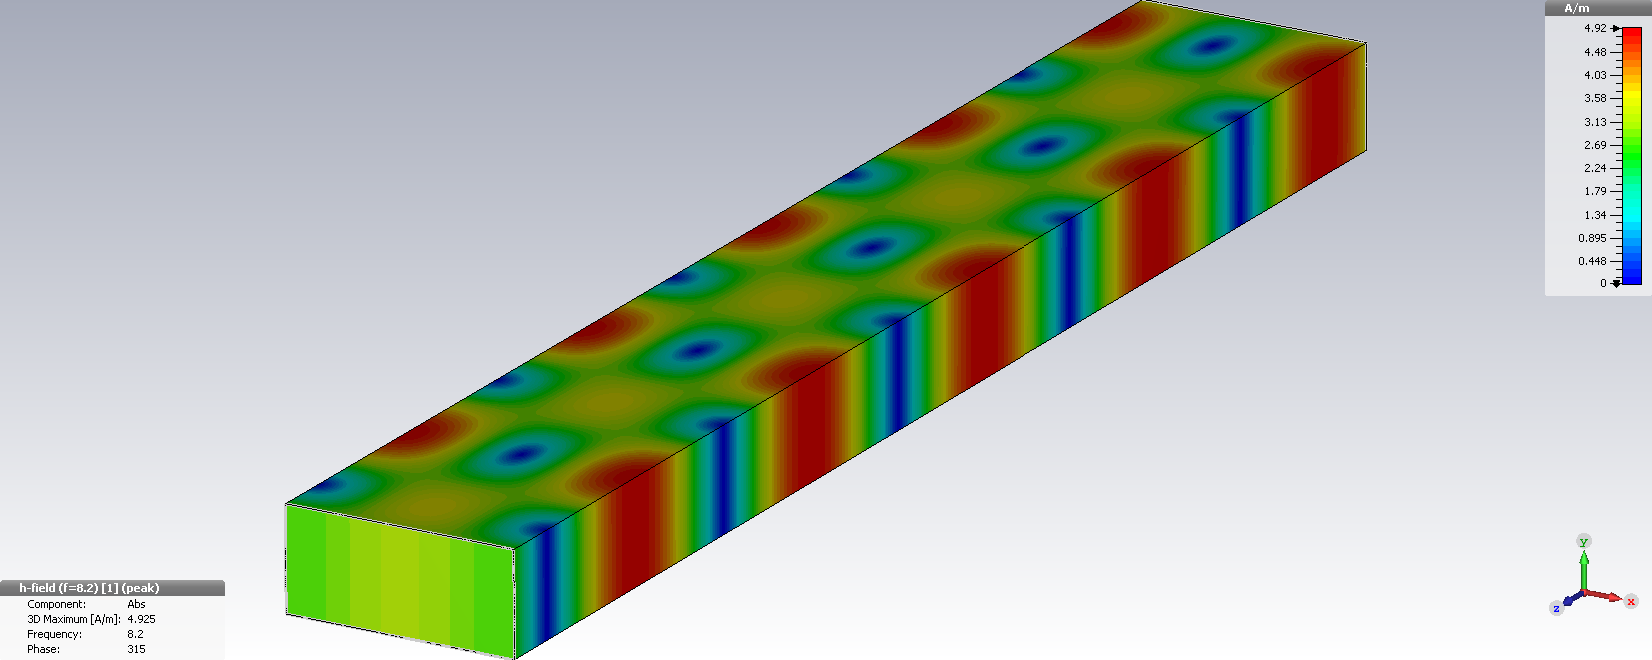 A/m
4.92
4.48
4.03
3.58
3.13
2.69
2.24
1.79
1.34
0.895
0.448
0
y
x
z
h-field (f=8.2) [1] (peak)
Component: Abs
3D Maximum [A/m]: 4.925
Frequency: 8.2
Phase: 315